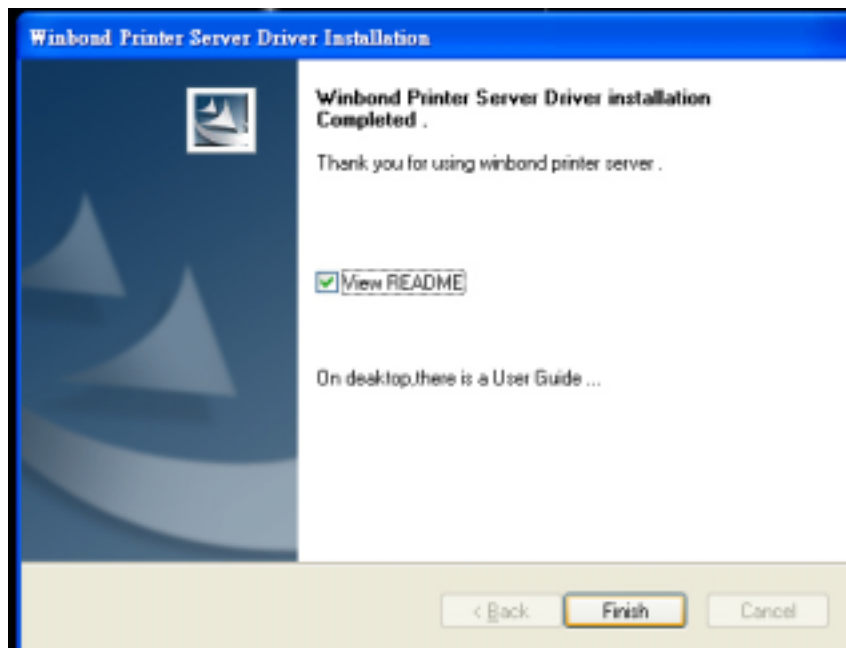 Winbond Printer Server Driver Installation
Winbond Printer Server Driver installation
Completed .
Thank you for using winbond printer server .
View README
On deaktop,there is a User Guide ...
< Back
Finish
Cancel